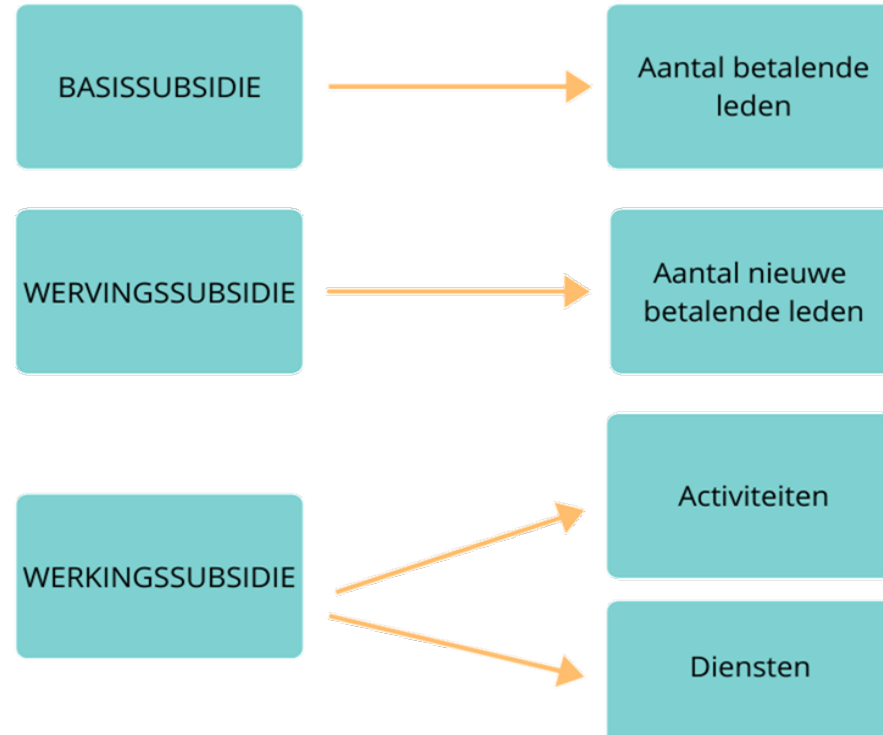 BASISSUBSIDIE
Aantal betalende
leden
WERVINGSSUBSIDIE
Aantal nieuwe
betalende leden
WERKINGSSUBSIDIE
Activiteiten
Diensten